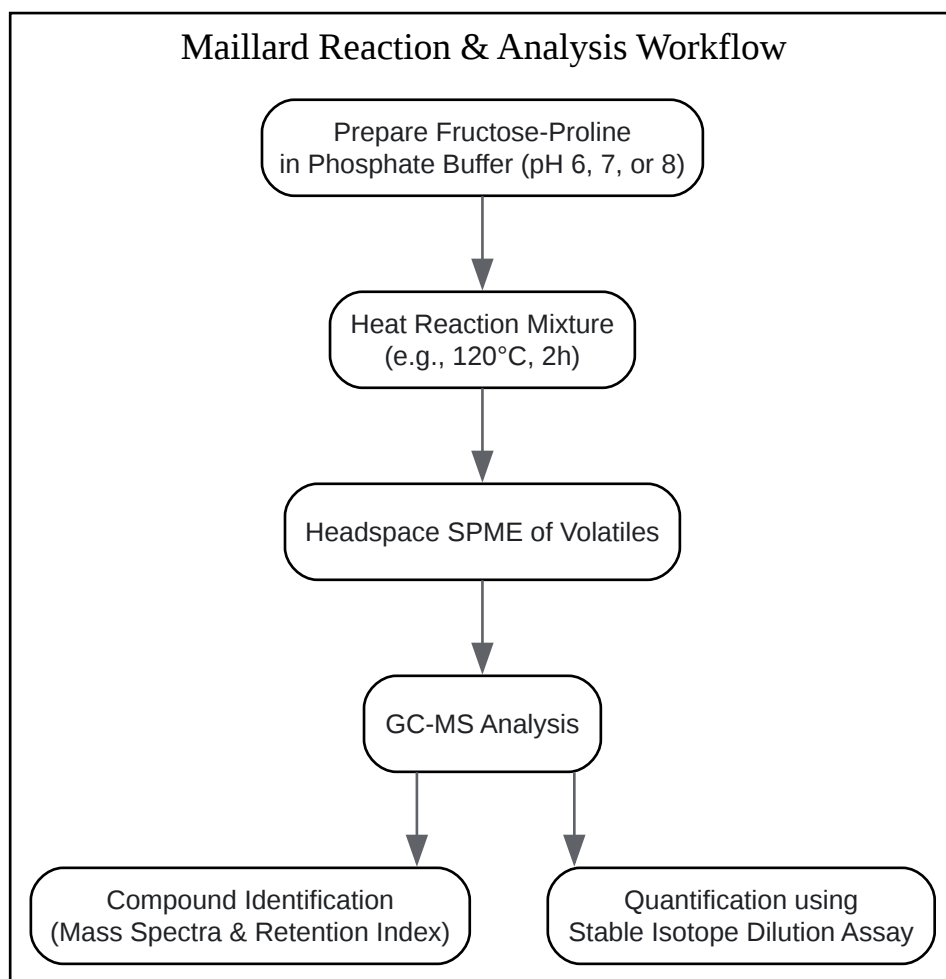 Maillard Reaction & Analysis Workflow
Prepare Fructose-Proline
in Phosphate Buffer (pH 6, 7, or 8)
Heat Reaction Mixture
(e.g., 120°C, 2h)
Headspace SPME of Volatiles
GC-MS Analysis
Compound Identification
(Mass Spectra & Retention Index)
Quantification using
Stable Isotope Dilution Assay